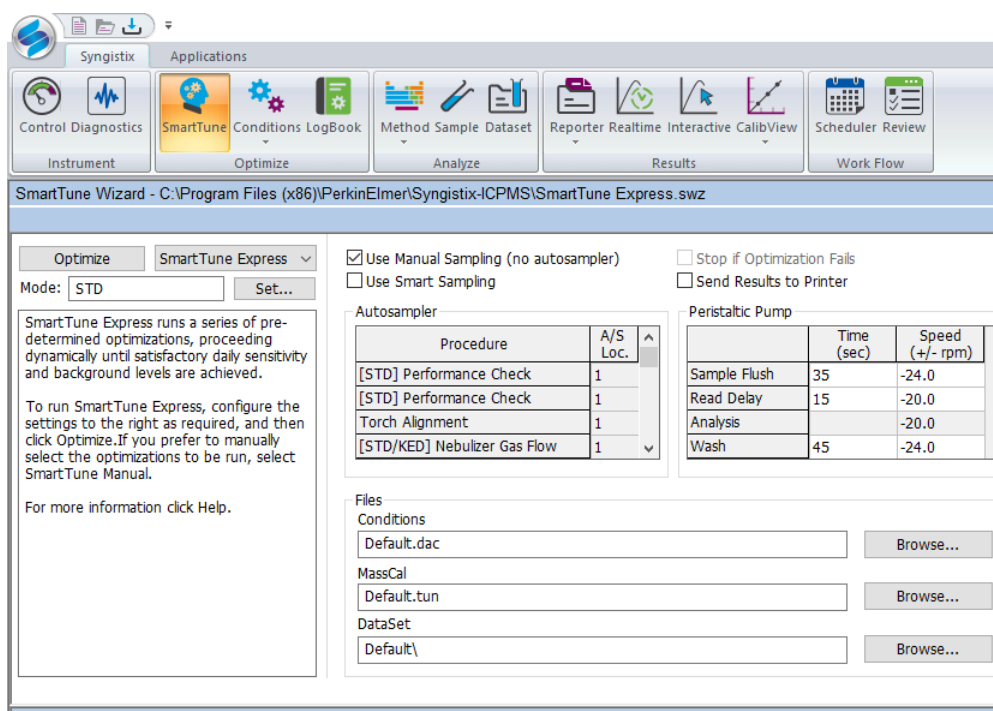 Syngistix Applications
Control Diagnostics SmartTune Conditions LogBook Method Sample Dataset Reporter Realtime Interactive CalibView Scheduler Review
Instrument Optimize Analyze Results Work Flow
SmartTune Wizard - C:\Program Files (x86)\PerkinElmer\Syngistix-ICPMS\SmartTune Express.swz
Optimize SmartTune Express
Mode: STD Set...
SmartTune Express runs a series of pre-
determined optimizations, proceeding
dynamically until satisfactory daily sensitivity
and background levels are achieved.
To run SmartTune Express, configure the
settings to the right as required, and then
click Optimize.If you prefer to manually
select the optimizations to be run, select
SmartTune Manual.
For more information click Help.
Use Manual Sampling (no autosampler)
Use Smart Sampling
Stop if Optimization Fails
Send Results to Printer
Autosampler
Procedure A/S Loc.
[STD] Performance Check 1
[STD] Performance Check 1
Torch Alignment 1
[STD/KED] Nebulizer Gas Flow 1
Peristaltic Pump
Time (sec) Speed (+/- rpm)
Sample Flush 35 -24.0
Read Delay 15 -20.0
Analysis -20.0
Wash 45 -24.0
Files
Conditions
Default.dac Browse...
MassCal
Default.tun Browse...
DataSet
Default\ Browse...